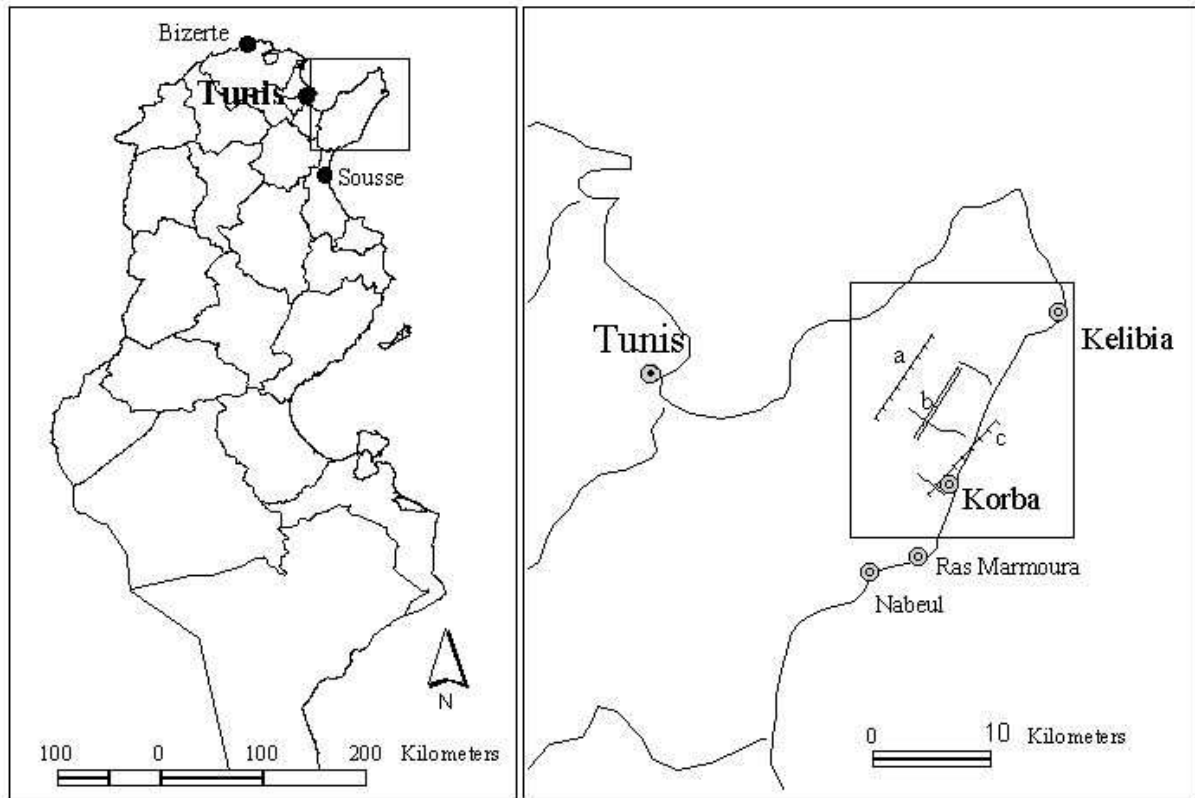 Bizerte
Tunis
Sousse
N
100 0 100 200 Kilometers
Tunis
Kelibia
a
b
c
Korba
Ras Marmoura
Nabeul
0 10 Kilometers